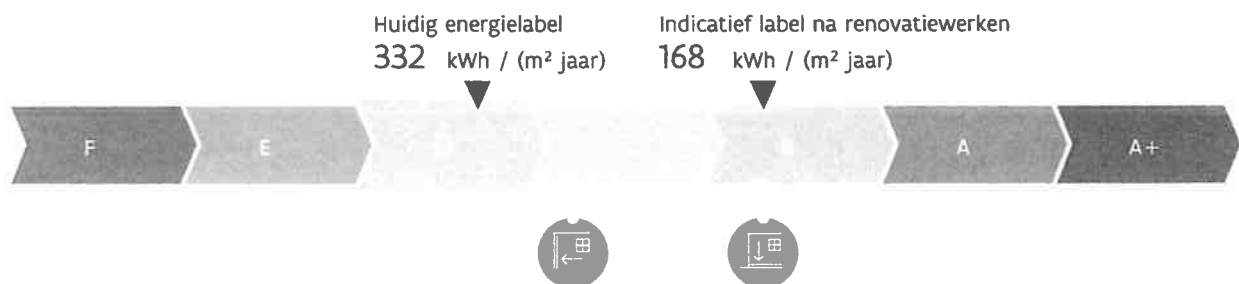 Huidig energielabel
332 kWh / (m² jaar)
Indicatief label na renovatiewerken
168 kWh / (m² jaar)
F E D B A A+